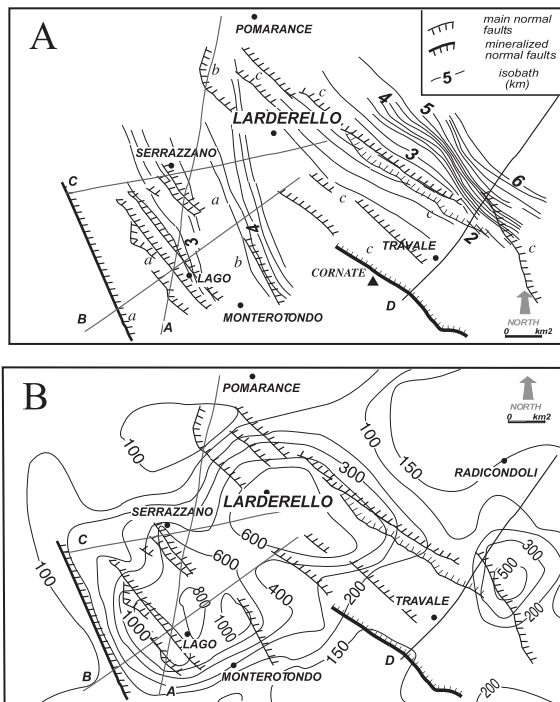 A
POMARANCE
main normal
faults
mineralized
normal faults
5
isobath
(km)
b
c
c
c
4
5
LARDERELLO
SERRAZZANO
3
C
a
c
c
6
2
3
4
a
b
c
TRAVALE
c
LAGO
CORNATE
B
a
A
MONTEROTONDO
D
NORTH
0 km2
B
POMARANCE
NORTH
0 km2
100
100
150
300
RADICONDOLI
LARDERELLO
SERRAZZANO
C
600
600
300
500
100
800
400
200
TRAVALE
200
1000
1000
LAGO
150
B
A
MONTEROTONDO
D
200